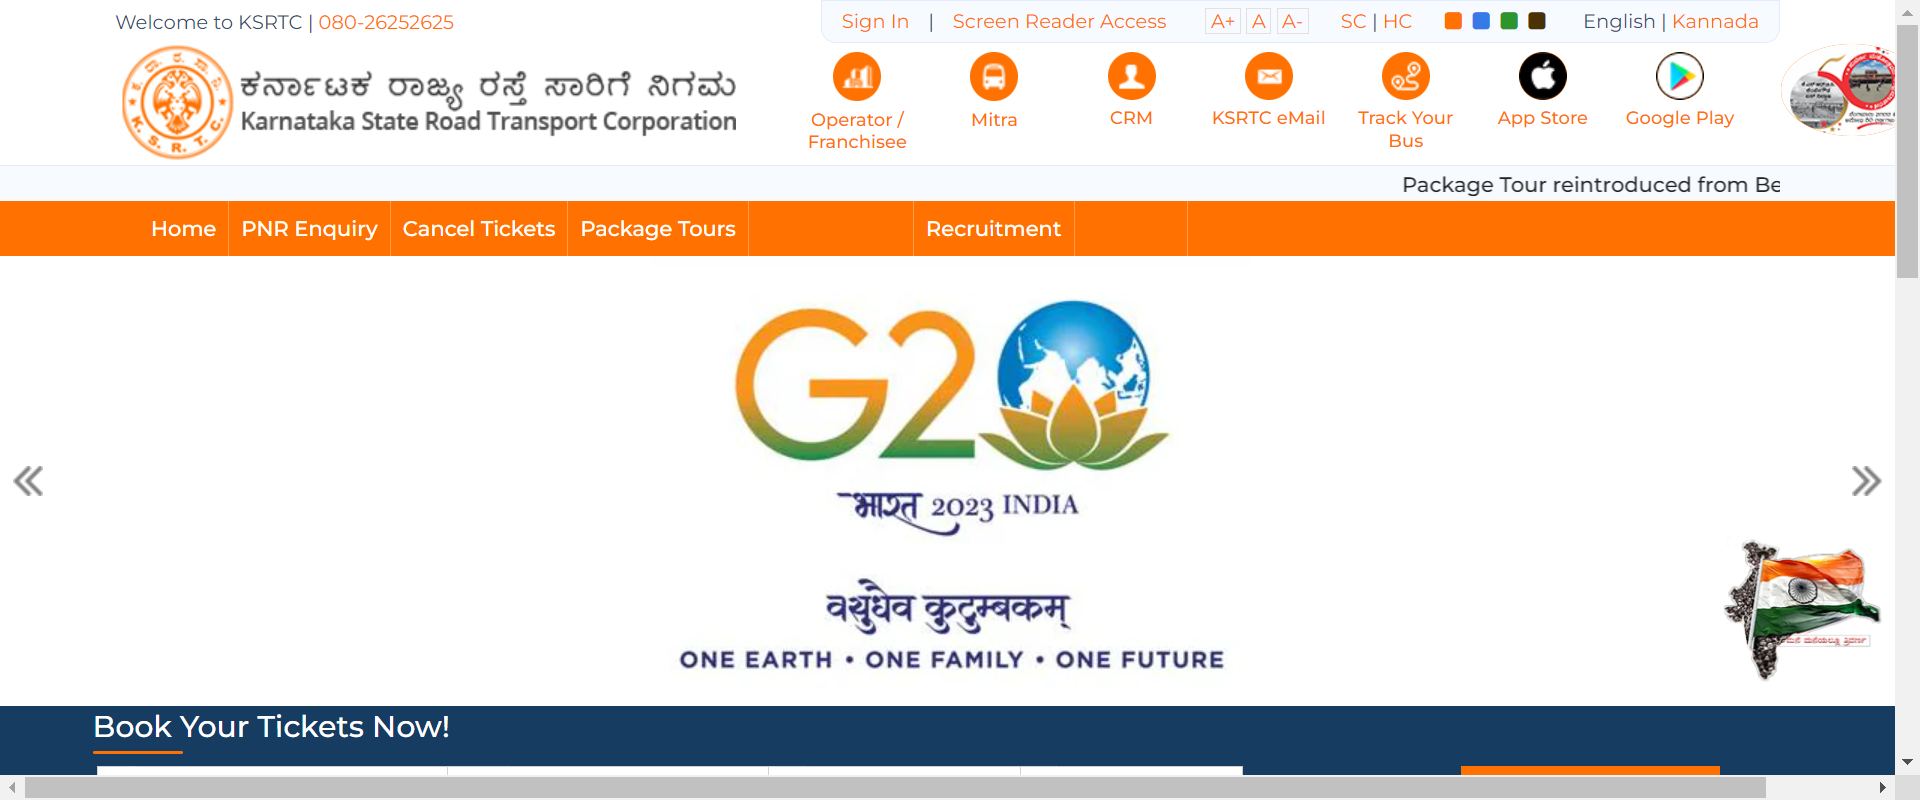 Welcome to KSRTC | 080-26252625
Sign In | Screen Reader Access A+ A A- SC | HC English | Kannada
ಕರ್ನಾಟಕ ರಾಜ್ಯ ರಸ್ತೆ ಸಾರಿಗೆ ನಿಗಮ
Karnataka State Road Transport Corporation
K. S. R. T. C.
Operator /
Franchisee
Mitra
CRM
KSRTC eMail
Track Your
Bus
App Store
Google Play
Package Tour reintroduced from Be
Home PNR Enquiry Cancel Tickets Package Tours Recruitment
G20
भारत 2023 INDIA
वसुधैव कुटुम्बकम्
ONE EARTH • ONE FAMILY • ONE FUTURE
Book Your Tickets Now!